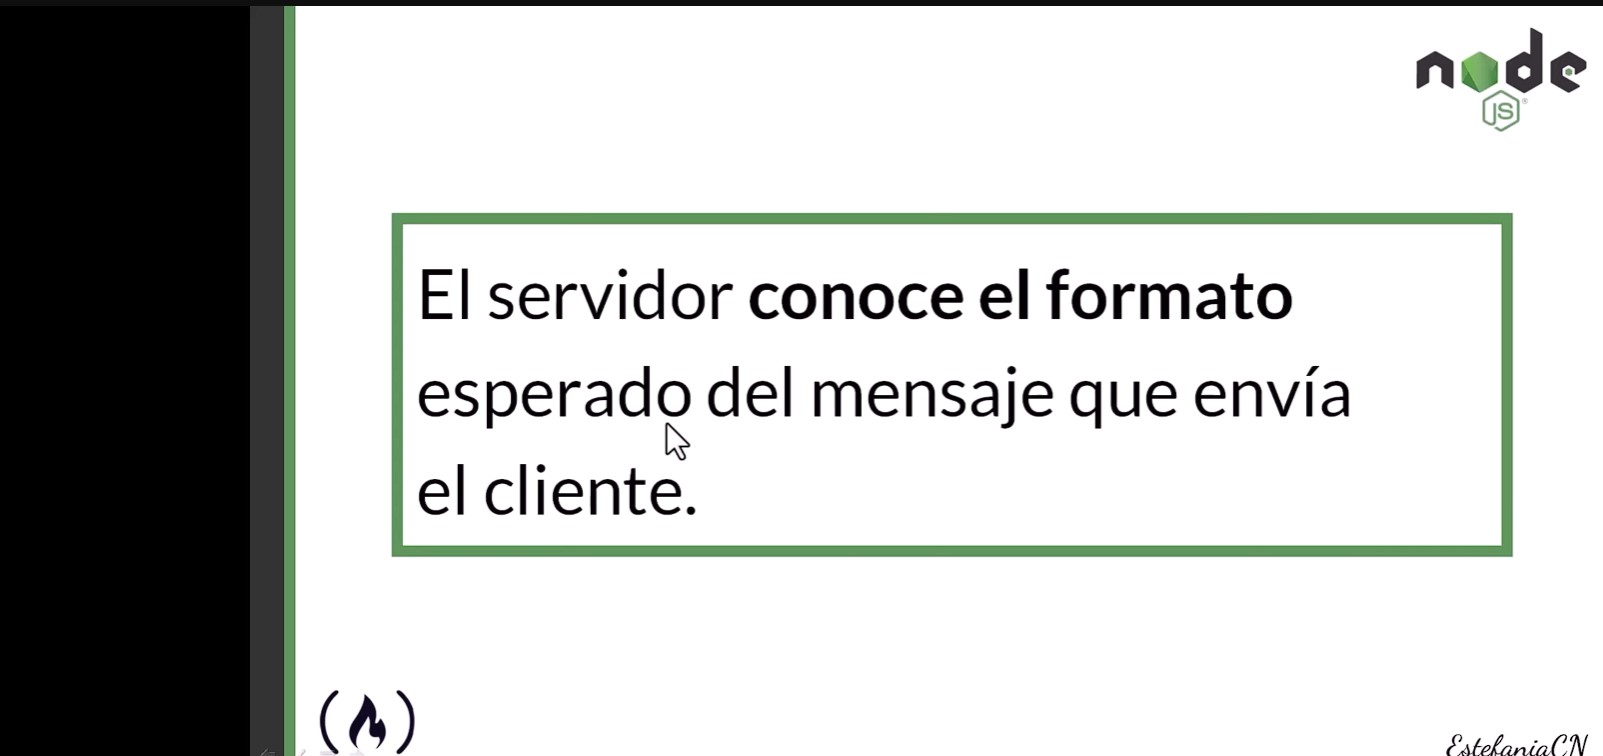 node
JS
El servidor conoce el formato
esperado del mensaje que envía
el cliente.
EstefaniaCN